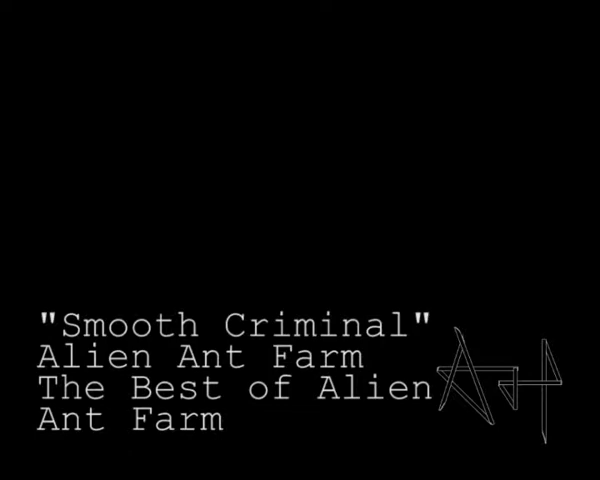 "Smooth Criminal"
Alien Ant Farm
The Best of Alien
Ant Farm